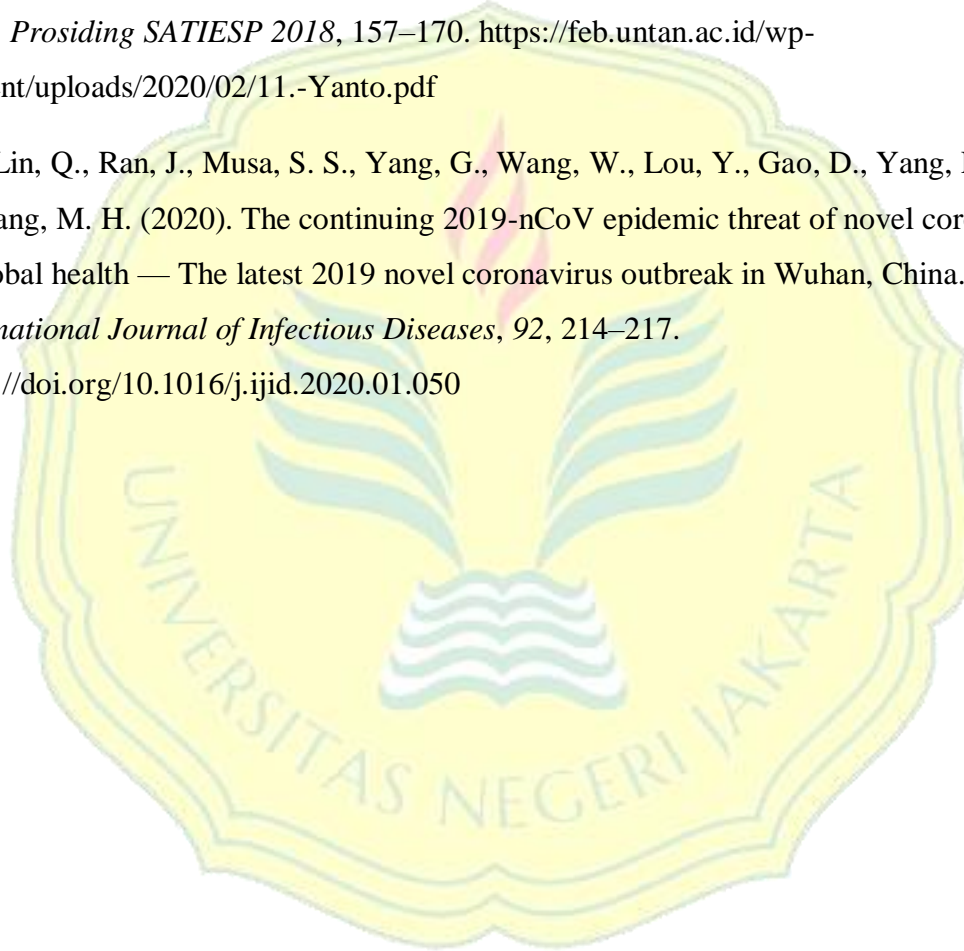 Prosiding SATIESP 2018, 157–170. https://feb.untan.ac.id/wp-
nt/uploads/2020/02/11.-Yanto.pdf
Lin, Q., Ran, J., Musa, S. S., Yang, G., Wang, W., Lou, Y., Gao, D., Yang,
ang, M. H. (2020). The continuing 2019-nCoV epidemic threat of novel cor
obal health — The latest 2019 novel coronavirus outbreak in Wuhan, China.
national Journal of Infectious Diseases, 92, 214–217.
//doi.org/10.1016/j.ijid.2020.01.050
UNIVERSITAS NEGERI JAKARTA